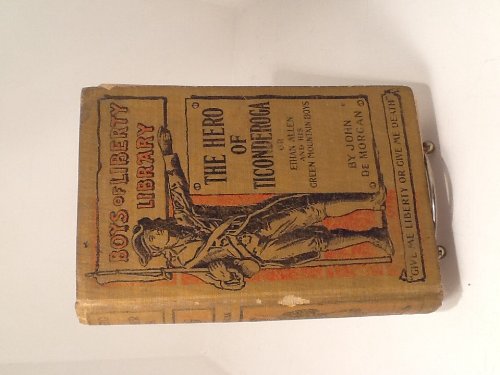 BOYS OF LIBERTY
LIBRARY
THE HERO
OF
TICONDEROGA
OR
ETHAN ALLEN
AND HIS
GREEN MOUNTAIN BOYS
BY JOHN
DE MORGAN
GIVE ME LIBERTY OR GIVE ME DEATH